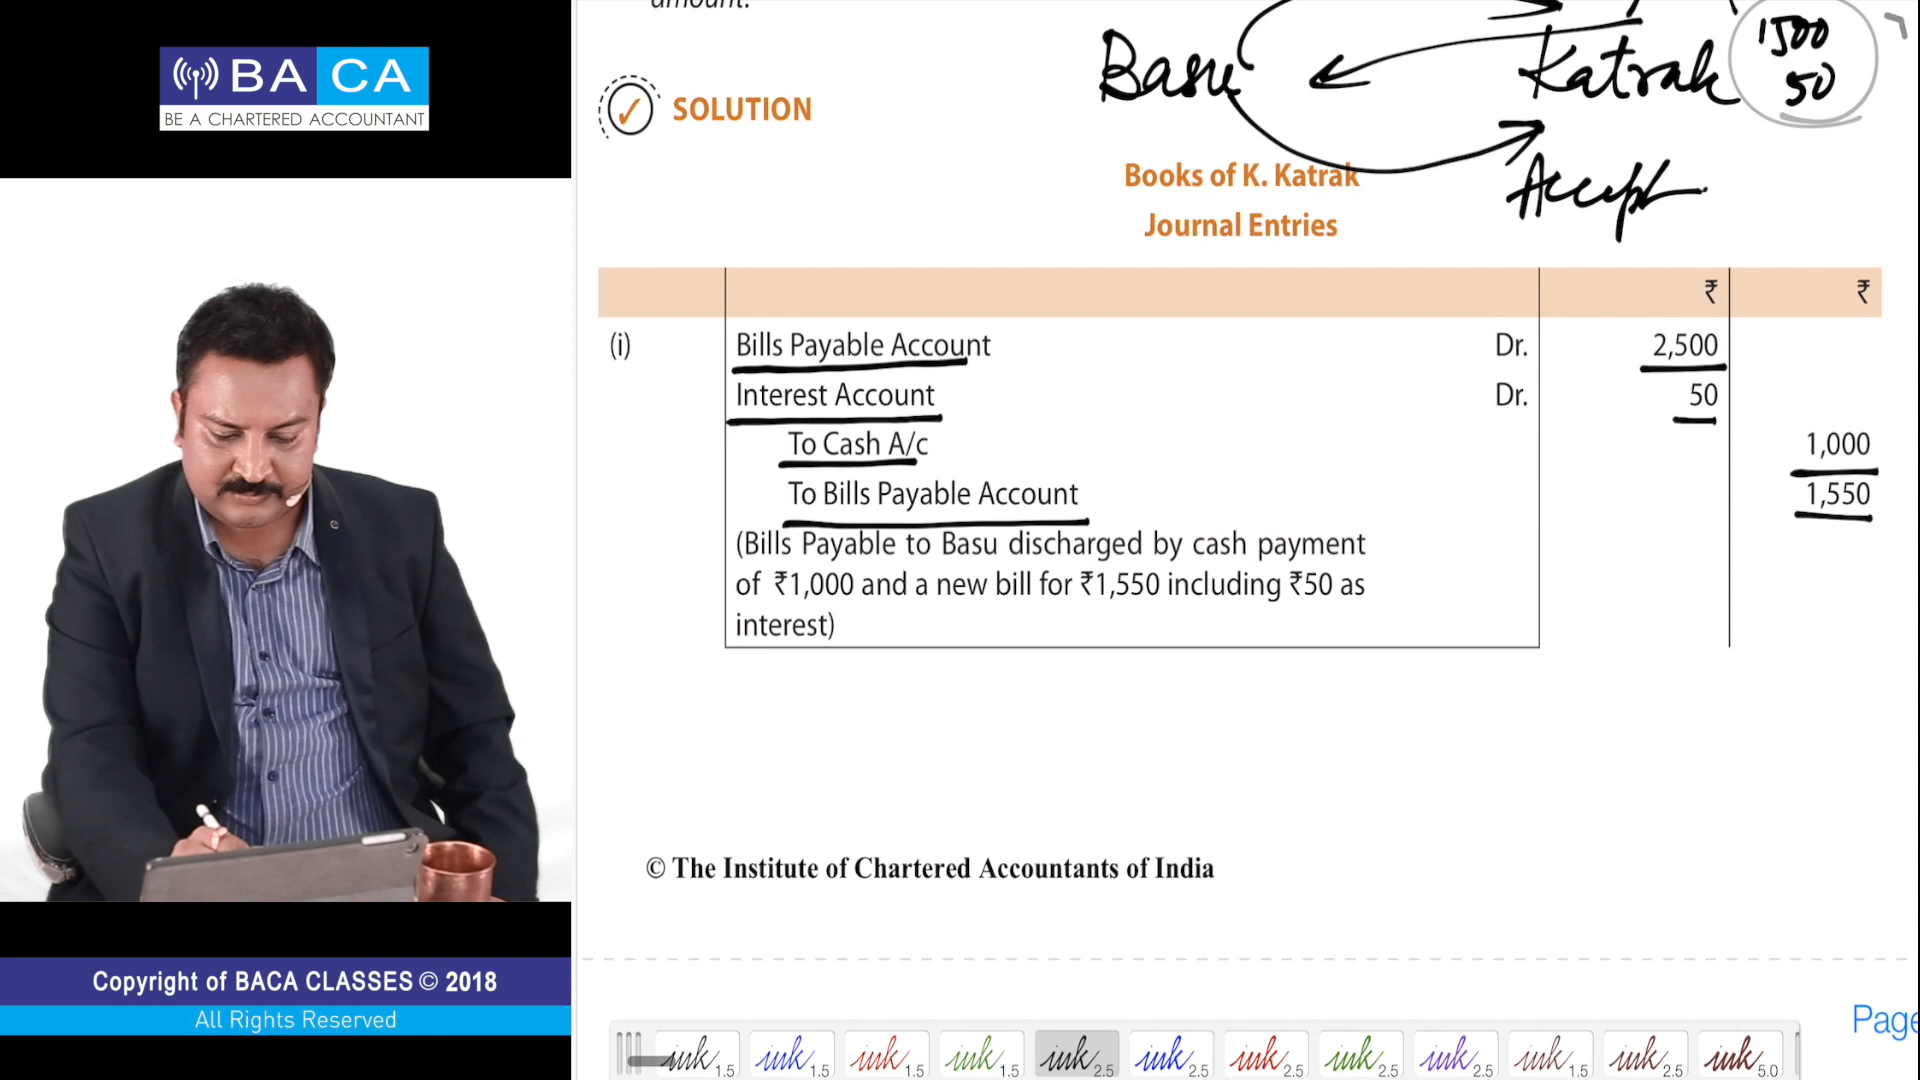 BA CA
BE A CHARTERED ACCOUNTANT
amount.
Basu
Katrak
1500
50
SOLUTION
Books of K. Katrak
Accept
Journal Entries
₹ ₹
(i) Bills Payable Account Dr. 2,500
Interest Account Dr. 50
To Cash A/c 1,000
To Bills Payable Account 1,550
(Bills Payable to Basu discharged by cash payment
of ₹1,000 and a new bill for ₹1,550 including ₹50 as
interest)
© The Institute of Chartered Accountants of India
Copyright of BACA CLASSES © 2018
All Rights Reserved
Page
ink 1.5 ink 1.5 ink 1.5 ink 1.5 ink 2.5 ink 2.5 ink 2.5 ink 2.5 ink 2.5 ink 1.5 ink 2.5 ink 5.0